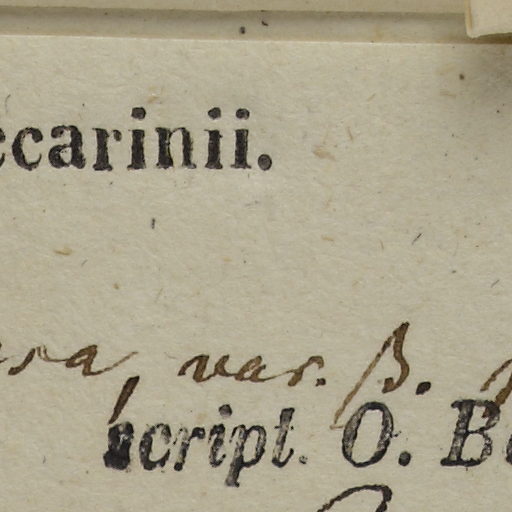 ccarinii.
var. β.
script. O.